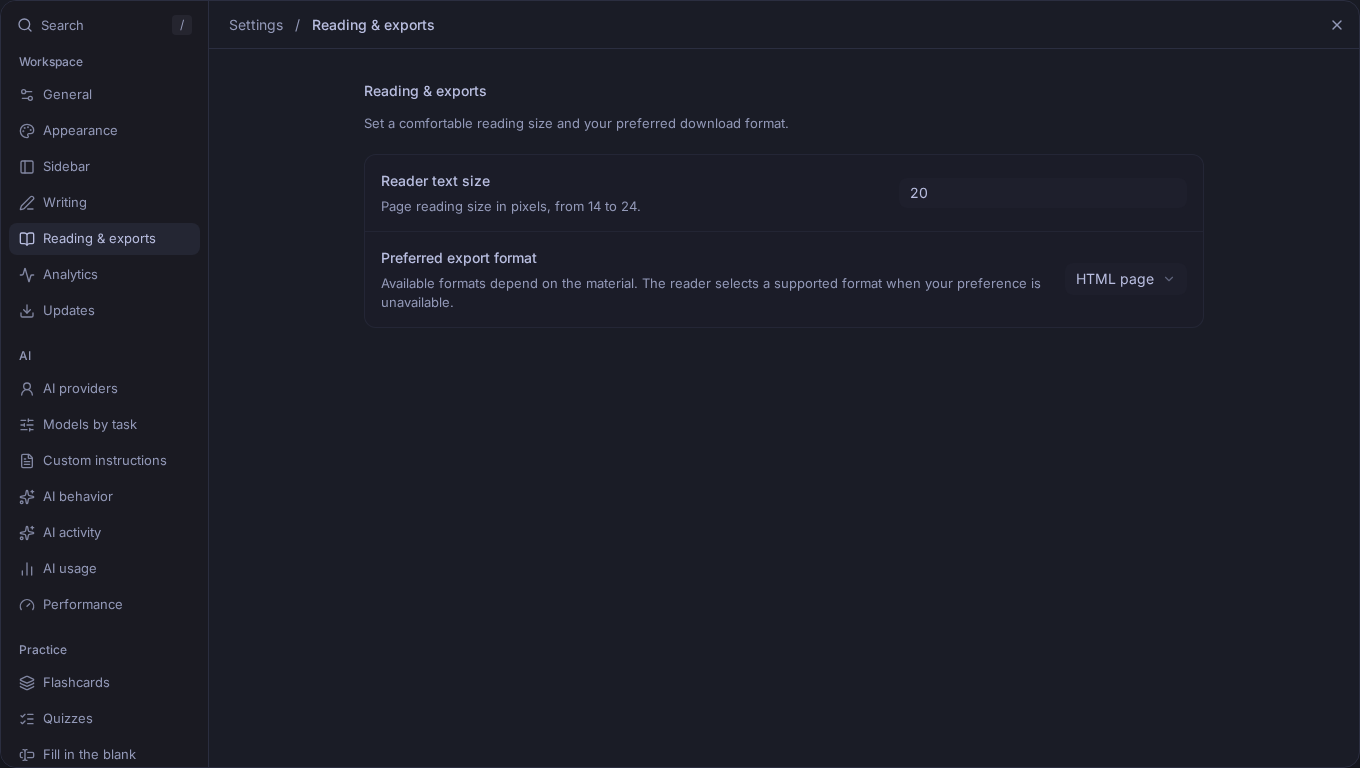 Search /
Workspace
General
Appearance
Sidebar
Writing
Reading & exports
Analytics
Updates
AI
AI providers
Models by task
Custom instructions
AI behavior
AI activity
AI usage
Performance
Practice
Flashcards
Quizzes
Fill in the blank
Settings / Reading & exports
Reading & exports
Set a comfortable reading size and your preferred download format.
Reader text size
Page reading size in pixels, from 14 to 24.
20
Preferred export format
Available formats depend on the material. The reader selects a supported format when your preference is
unavailable.
HTML page